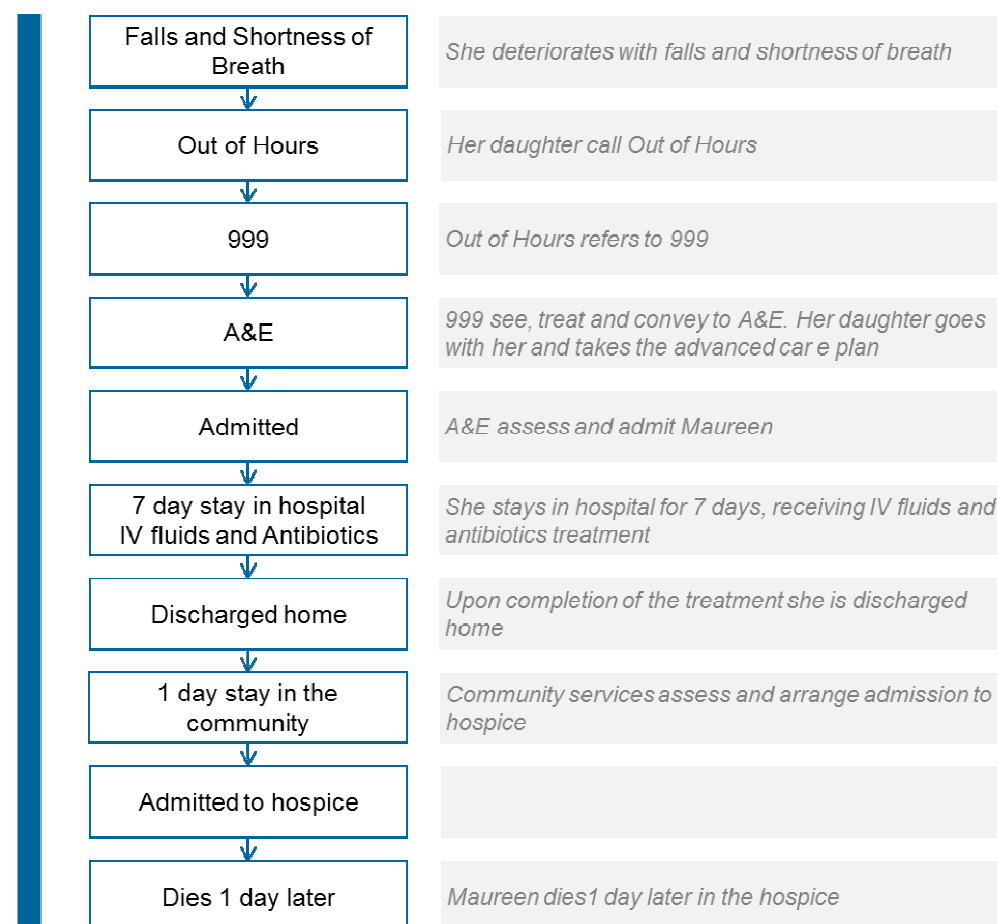 Falls and Shortness of
Breath
She deteriorates with falls and shortness of breath
Out of Hours
Her daughter call Out of Hours
999
Out of Hours refers to 999
A&E
999 see, treat and convey to A&E. Her daughter goes
with her and takes the advanced car e plan
Admitted
A&E assess and admit Maureen
7 day stay in hospital
IV fluids and Antibiotics
She stays in hospital for 7 days, receiving IV fluids and
antibiotics treatment
Discharged home
Upon completion of the treatment she is discharged
home
1 day stay in the
community
Community services assess and arrange admission to
hospice
Admitted to hospice
Dies 1 day later
Maureen dies1 day later in the hospice